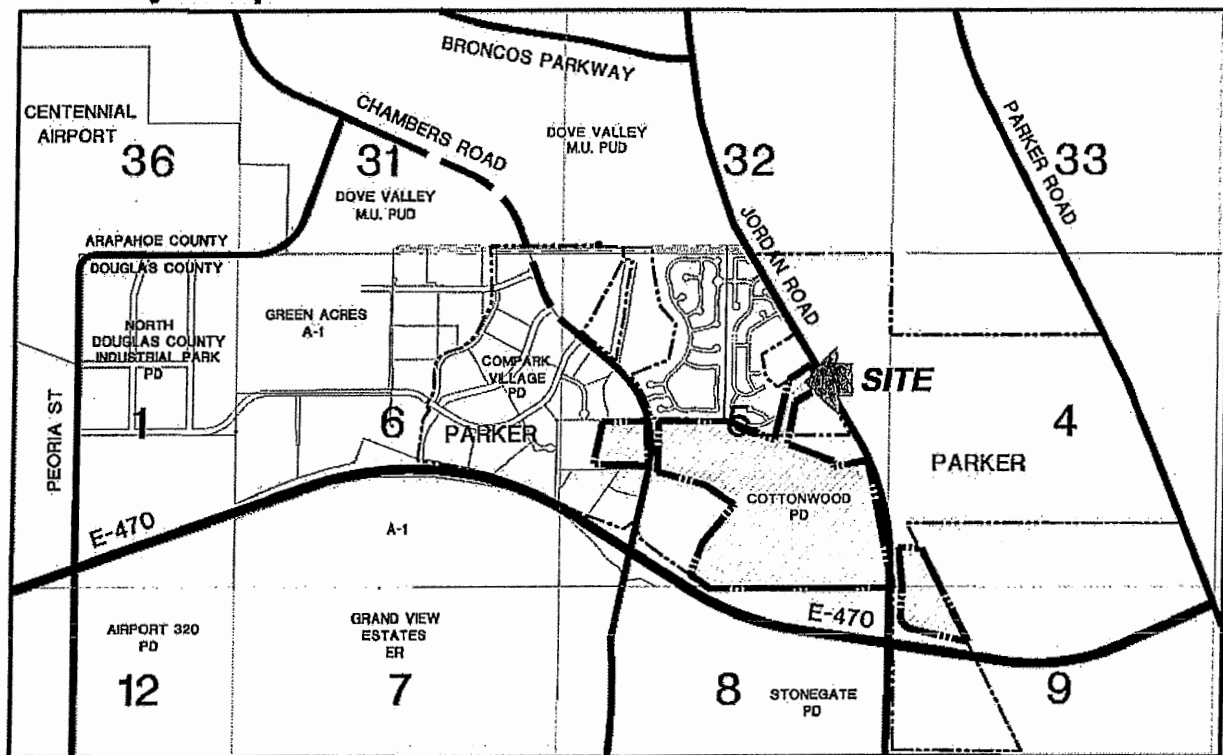 BRONCOS PARKWAY
CENTENNIAL
AIRPORT
36
CHAMBERS ROAD
31
DOVE VALLEY
M.U. PUD
DOVE VALLEY
M.U. PUD
32
PARKER ROAD
33
JORDAN ROAD
ARAPAHOE COUNTY
DOUGLAS COUNTY
NORTH
DOUGLAS COUNTY
INDUSTRIAL PARK
PD
GREEN ACRES
A-1
COMPARK
VILLAGE
PD
SITE
PEORIA ST
1
6
PARKER
5
4
PARKER
COTTONWOOD
PD
E-470
A-1
E-470
AIRPORT 320
PD
12
GRAND VIEW
ESTATES
ER
7
8
STONEGATE
PD
9